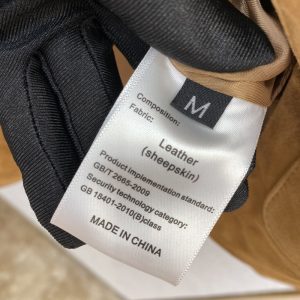 M
Composition:
Fabric:
Leather
(sheepskin)
Product implementation standard:
GB/T 2665-2009
Security technology category:
GB 18401-2010(B)class
MADE IN CHINA